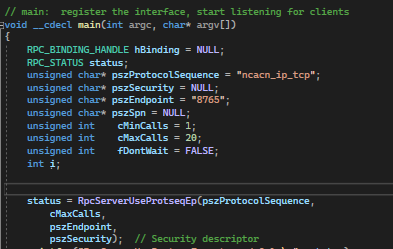 // main:  register the interface, start listening for clients
void __cdecl main(int argc, char* argv[])
{
    RPC_BINDING_HANDLE hBinding = NULL;
    RPC_STATUS status;
    unsigned char* pszProtocolSequence = "ncacn_ip_tcp";
    unsigned char* pszSecurity = NULL;
    unsigned char* pszEndpoint = "8765";
    unsigned char* pszSpn = NULL;
    unsigned int    cMinCalls = 1;
    unsigned int    cMaxCalls = 20;
    unsigned int    fDontWait = FALSE;
    int i;
    status = RpcServerUseProtseqEp(pszProtocolSequence,
        cMaxCalls,
        pszEndpoint,
        pszSecurity);  // Security descriptor